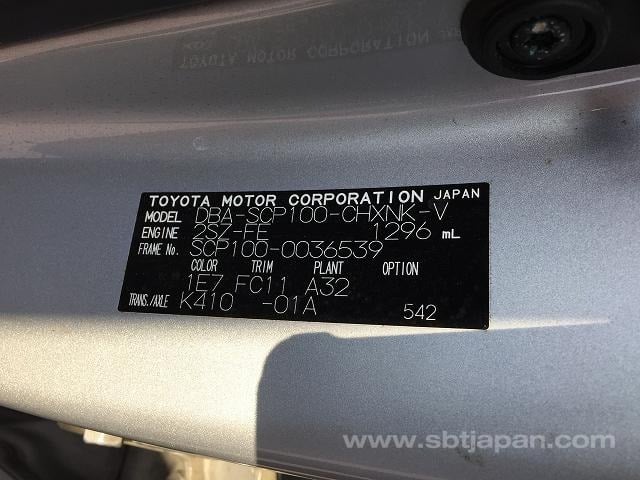 TOYOTA MOTOR CORPORATION JAPAN
MODEL DBA-SCP100-CHXNK-V
ENGINE 2SZ-FE 1296 mL
FRAME No. SCP100-0036539
COLOR TRIM PLANT OPTION
1E7 FC11 A32
TRANS./AXLE K410 -01A
542
www.sbtjapan.com